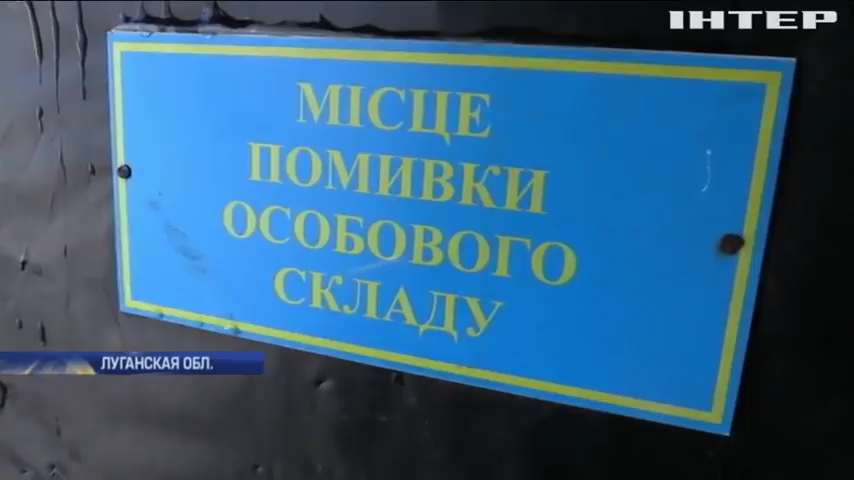 ІНТЕР
МІСЦЕ
ПОМИВКИ
ОСОБОВОГО
СКЛАДУ
ЛУГАНСКАЯ ОБЛ.